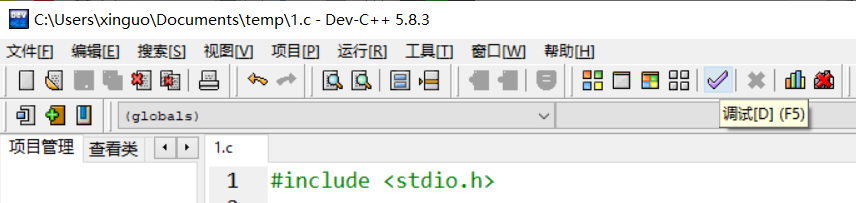 C:\Users\xinguo\Documents\temp\1.c - Dev-C++ 5.8.3
文件[F] 编辑[E] 搜索[S] 视图[V] 项目[P] 运行[R] 工具[T] 窗口[W] 帮助[H]
(globals)
调试[D] (F5)
项目管理 查看类 1.c
1 #include <stdio.h>